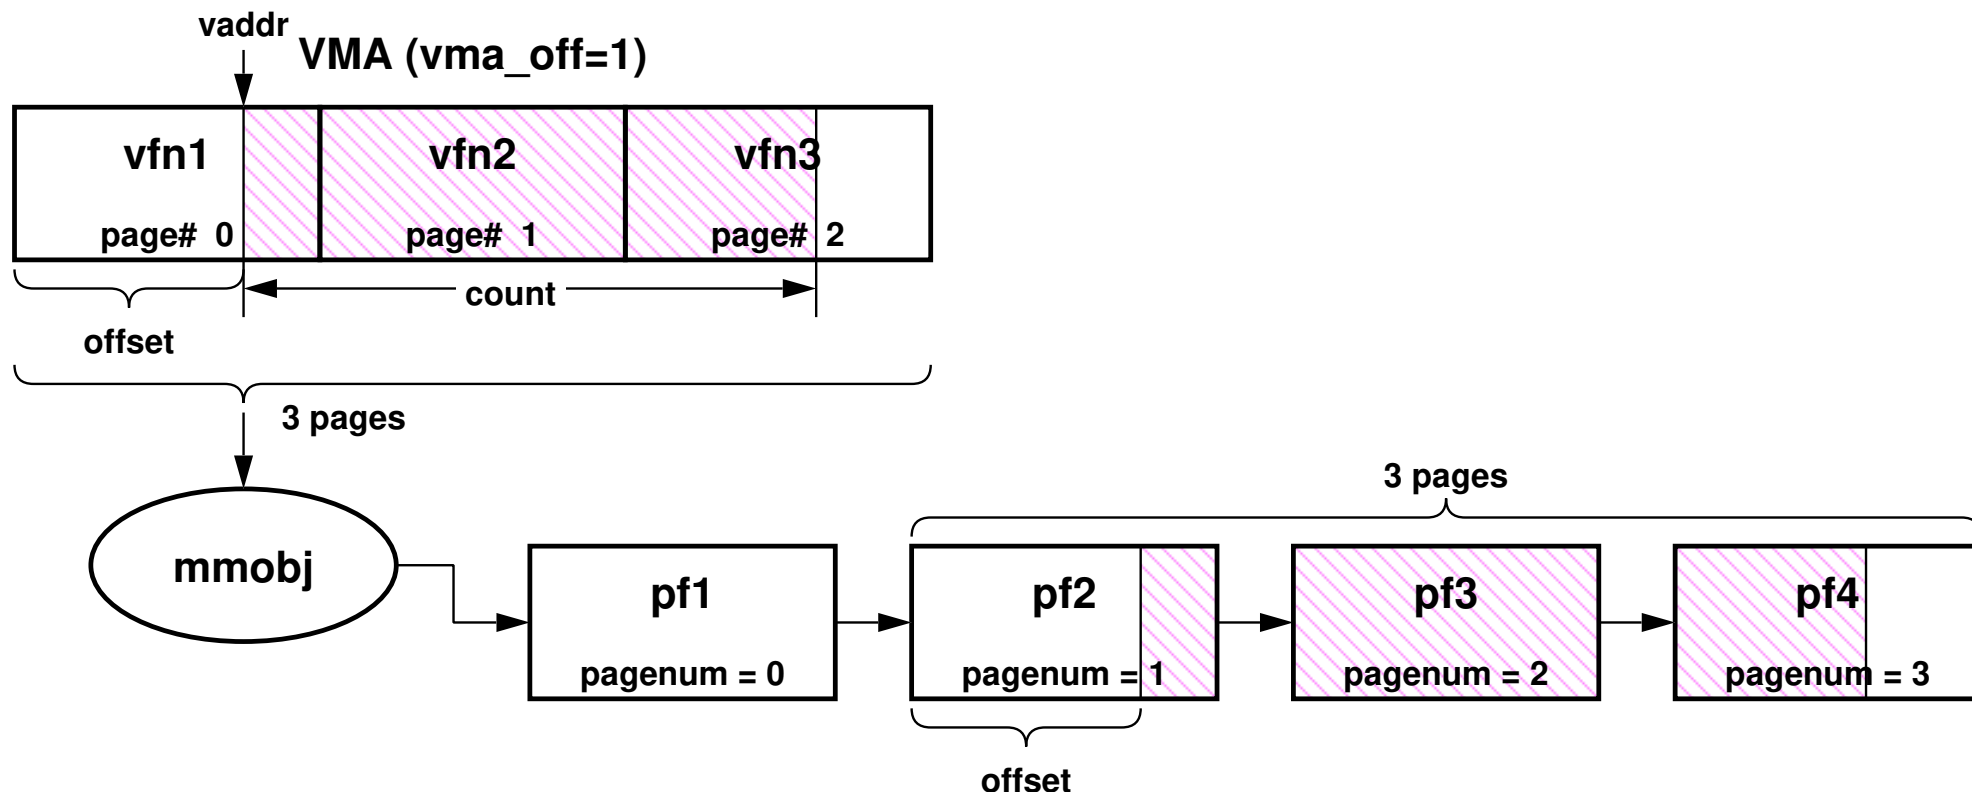 vaddr
VMA (vma_off=1)
vfn1
vfn2
vfn3
page# 0
page# 1
page# 2
count
offset
3 pages
3 pages
mmobj
pf1
pf2
pf3
pf4
pagenum = 0
pagenum = 1
pagenum = 2
pagenum = 3
offset